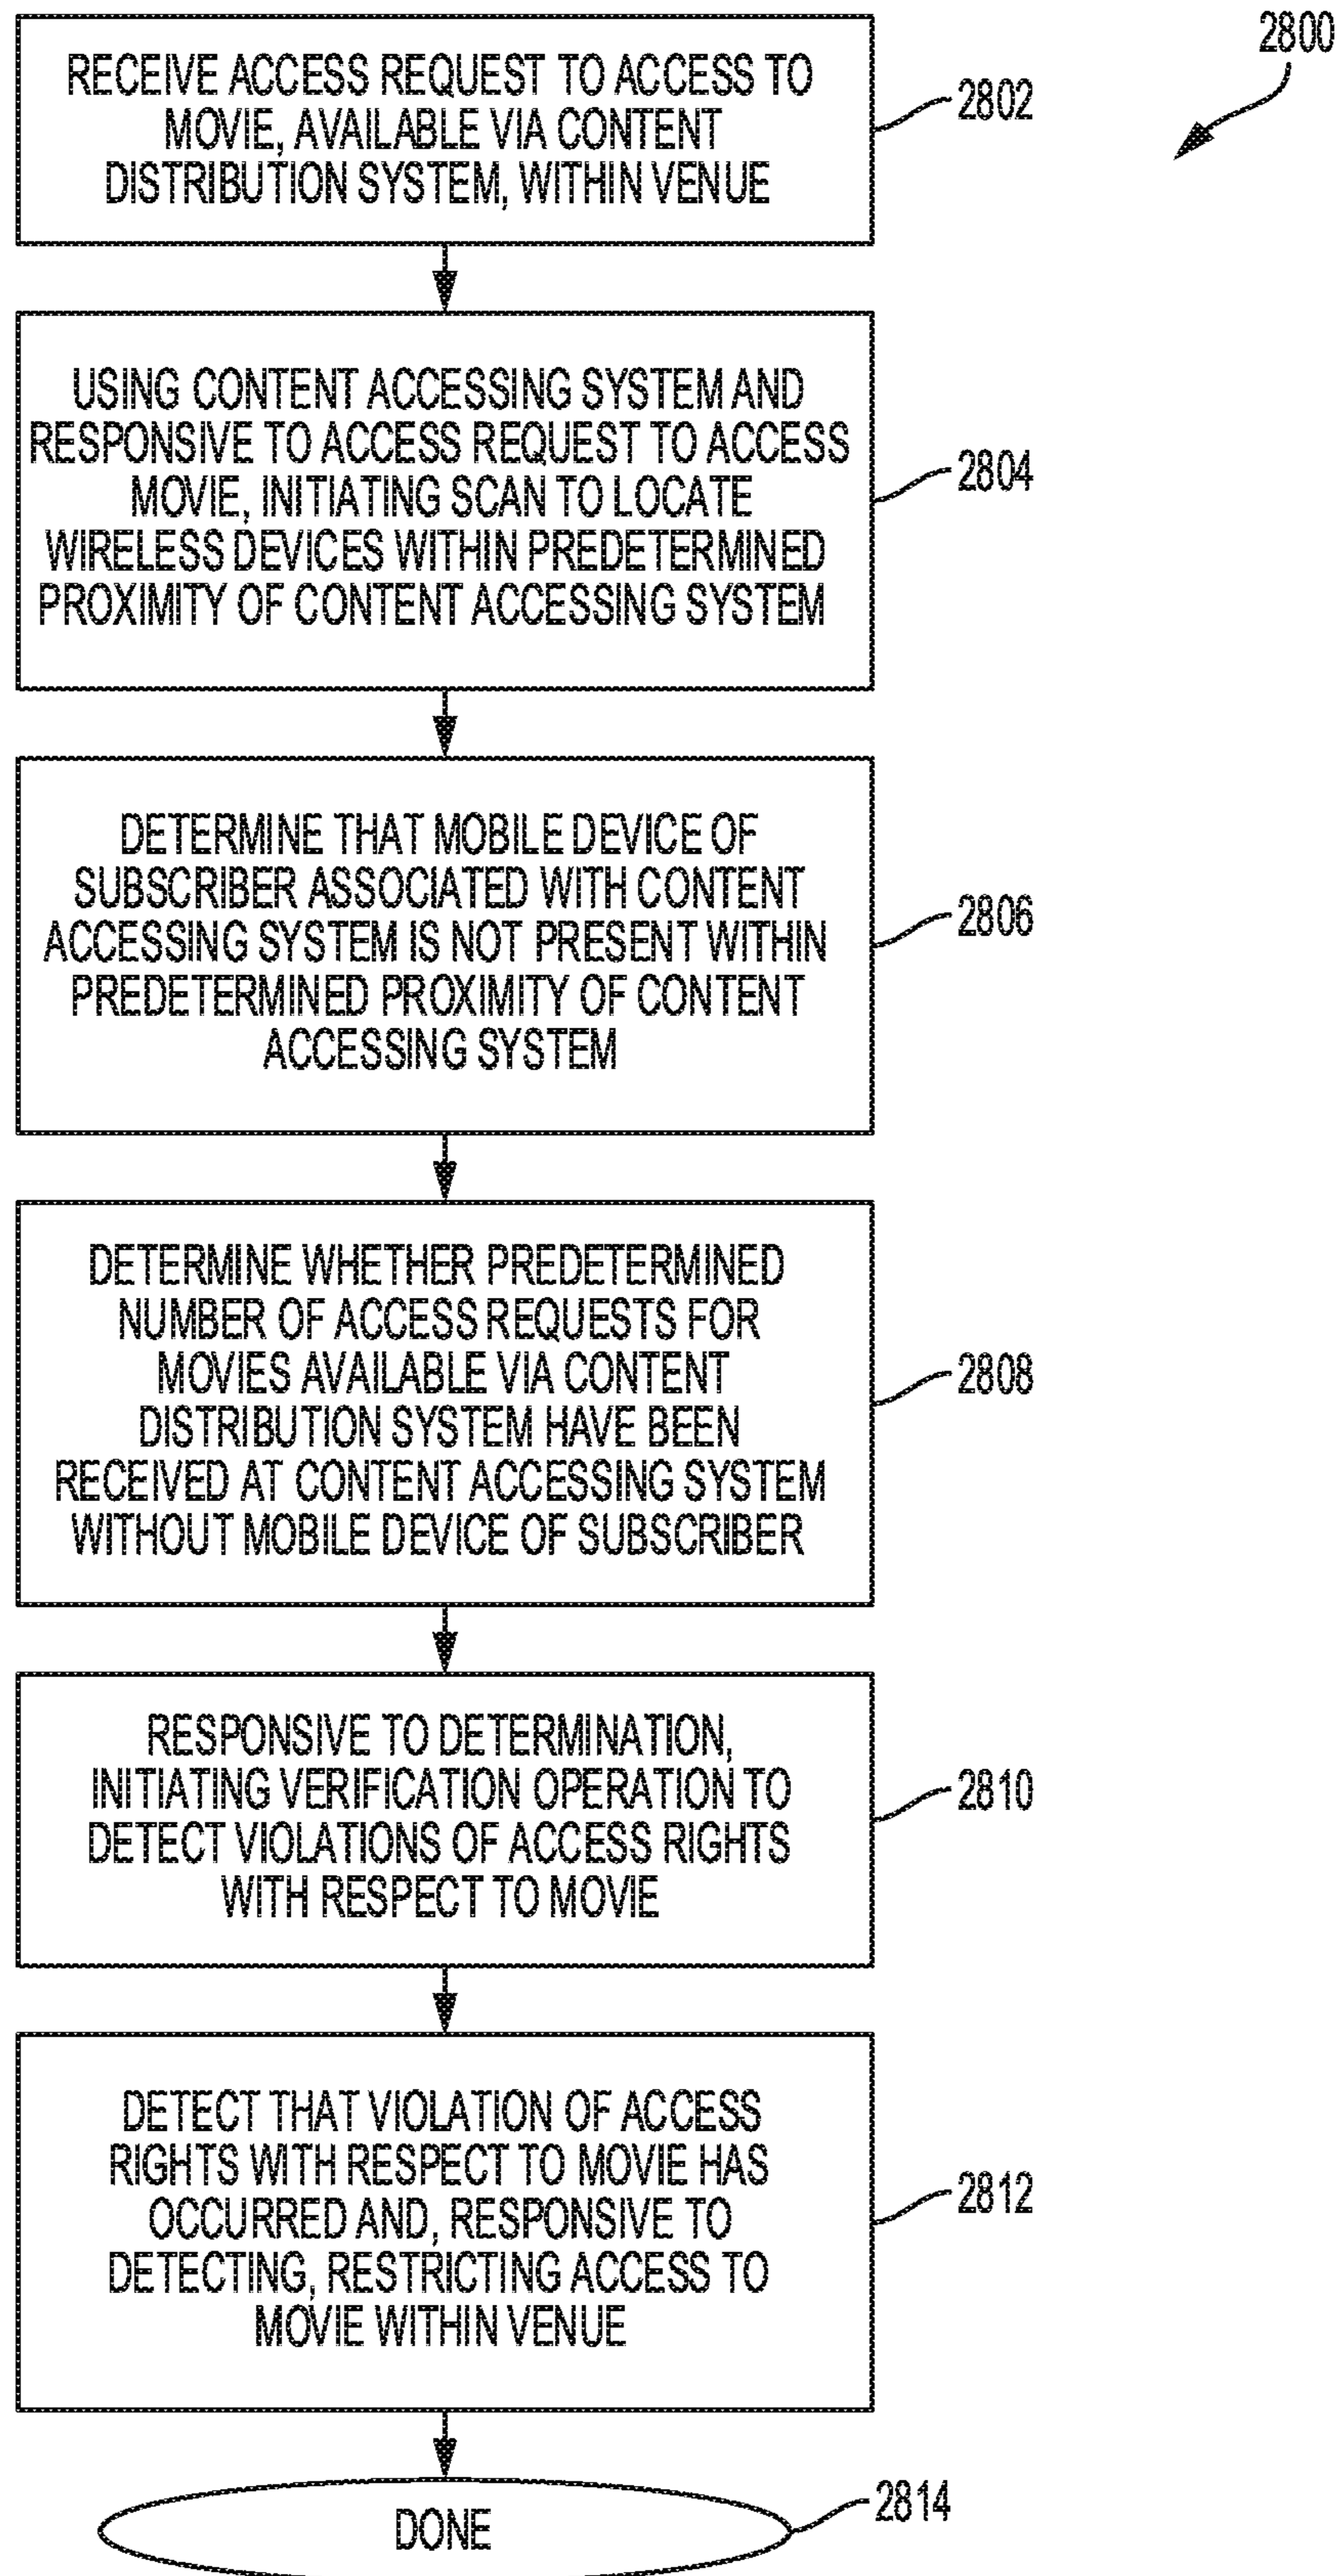 2800
RECEIVE ACCESS REQUEST TO ACCESS TO
MOVIE, AVAILABLE VIA CONTENT
DISTRIBUTION SYSTEM, WITHIN VENUE
2802
USING CONTENT ACCESSING SYSTEM AND
RESPONSIVE TO ACCESS REQUEST TO ACCESS
MOVIE, INITIATING SCAN TO LOCATE
WIRELESS DEVICES WITHIN PREDETERMINED
PROXIMITY OF CONTENT ACCESSING SYSTEM
2804
DETERMINE THAT MOBILE DEVICE OF
SUBSCRIBER ASSOCIATED WITH CONTENT
ACCESSING SYSTEM IS NOT PRESENT WITHIN
PREDETERMINED PROXIMITY OF CONTENT
ACCESSING SYSTEM
2806
DETERMINE WHETHER PREDETERMINED
NUMBER OF ACCESS REQUESTS FOR
MOVIES AVAILABLE VIA CONTENT
DISTRIBUTION SYSTEM HAVE BEEN
RECEIVED AT CONTENT ACCESSING SYSTEM
WITHOUT MOBILE DEVICE OF SUBSCRIBER
2808
RESPONSIVE TO DETERMINATION,
INITIATING VERIFICATION OPERATION TO
DETECT VIOLATIONS OF ACCESS RIGHTS
WITH RESPECT TO MOVIE
2810
DETECT THAT VIOLATION OF ACCESS
RIGHTS WITH RESPECT TO MOVIE HAS
OCCURRED AND, RESPONSIVE TO
DETECTING, RESTRICTING ACCESS TO
MOVIE WITHIN VENUE
2812
DONE
2814